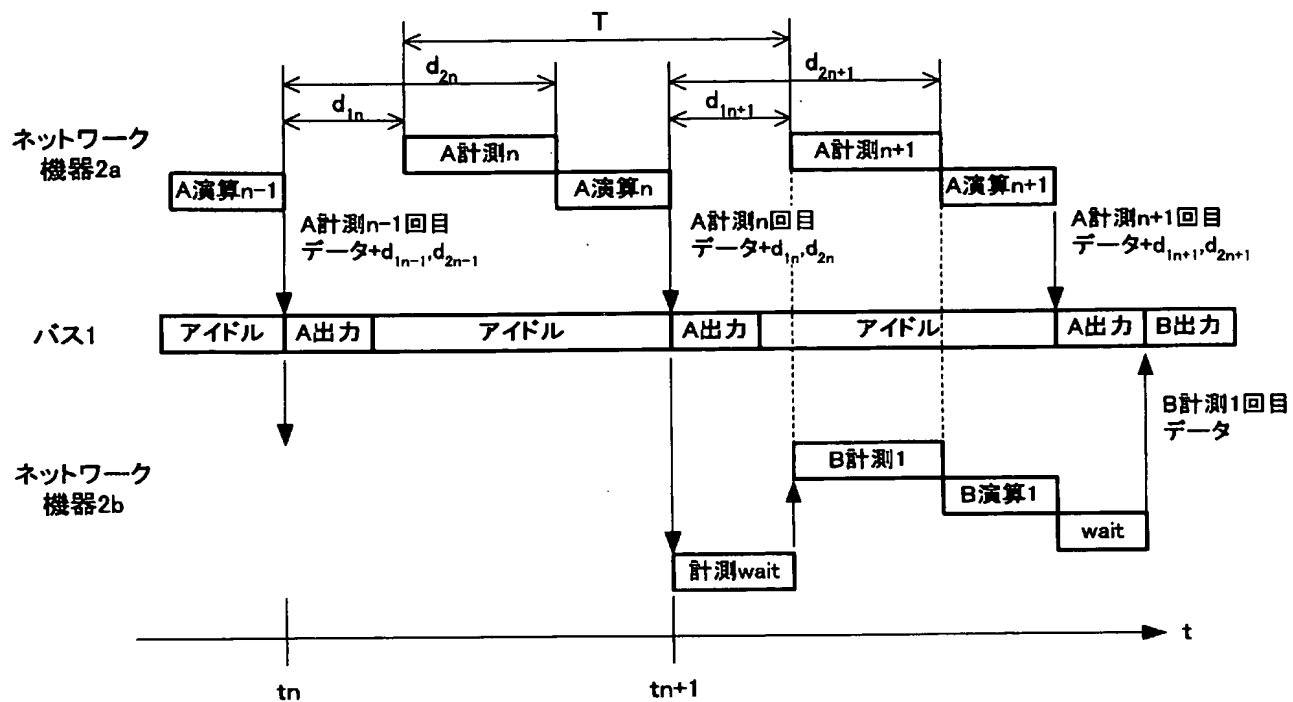 T
d2n
d2n+1
d1n
d1n+1
ネットワーク
機器2a
A計測n
A計測n+1
A演算n-1
A演算n
A演算n+1
A計測n-1回目
データ+d1n-1,d2n-1
A計測n回目
データ+d1n,d2n
A計測n+1回目
データ+d1n+1,d2n+1
バス1
アイドル
A出力
アイドル
A出力
アイドル
A出力
B出力
B計測1回目
データ
ネットワーク
機器2b
B計測1
B演算1
wait
計測wait
t
tn
tn+1